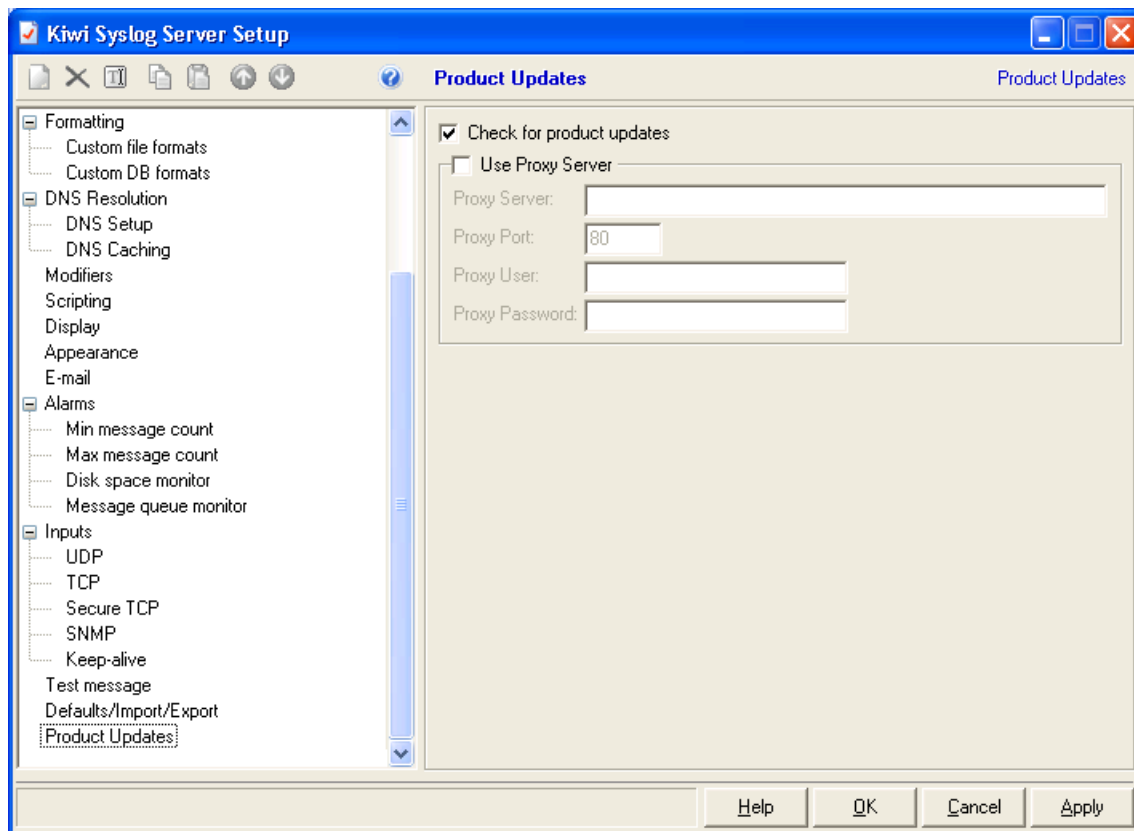 Kiwi Syslog Server Setup
Product Updates
Product Updates
Formatting
Custom file formats
Custom DB formats
DNS Resolution
DNS Setup
DNS Caching
Modifiers
Scripting
Display
Appearance
E-mail
Alarms
Min message count
Max message count
Disk space monitor
Message queue monitor
Inputs
UDP
TCP
Secure TCP
SNMP
Keep-alive
Test message
Defaults/Import/Export
Product Updates
Check for product updates
Use Proxy Server
Proxy Server:
Proxy Port: 80
Proxy User:
Proxy Password:
Help OK Cancel Apply